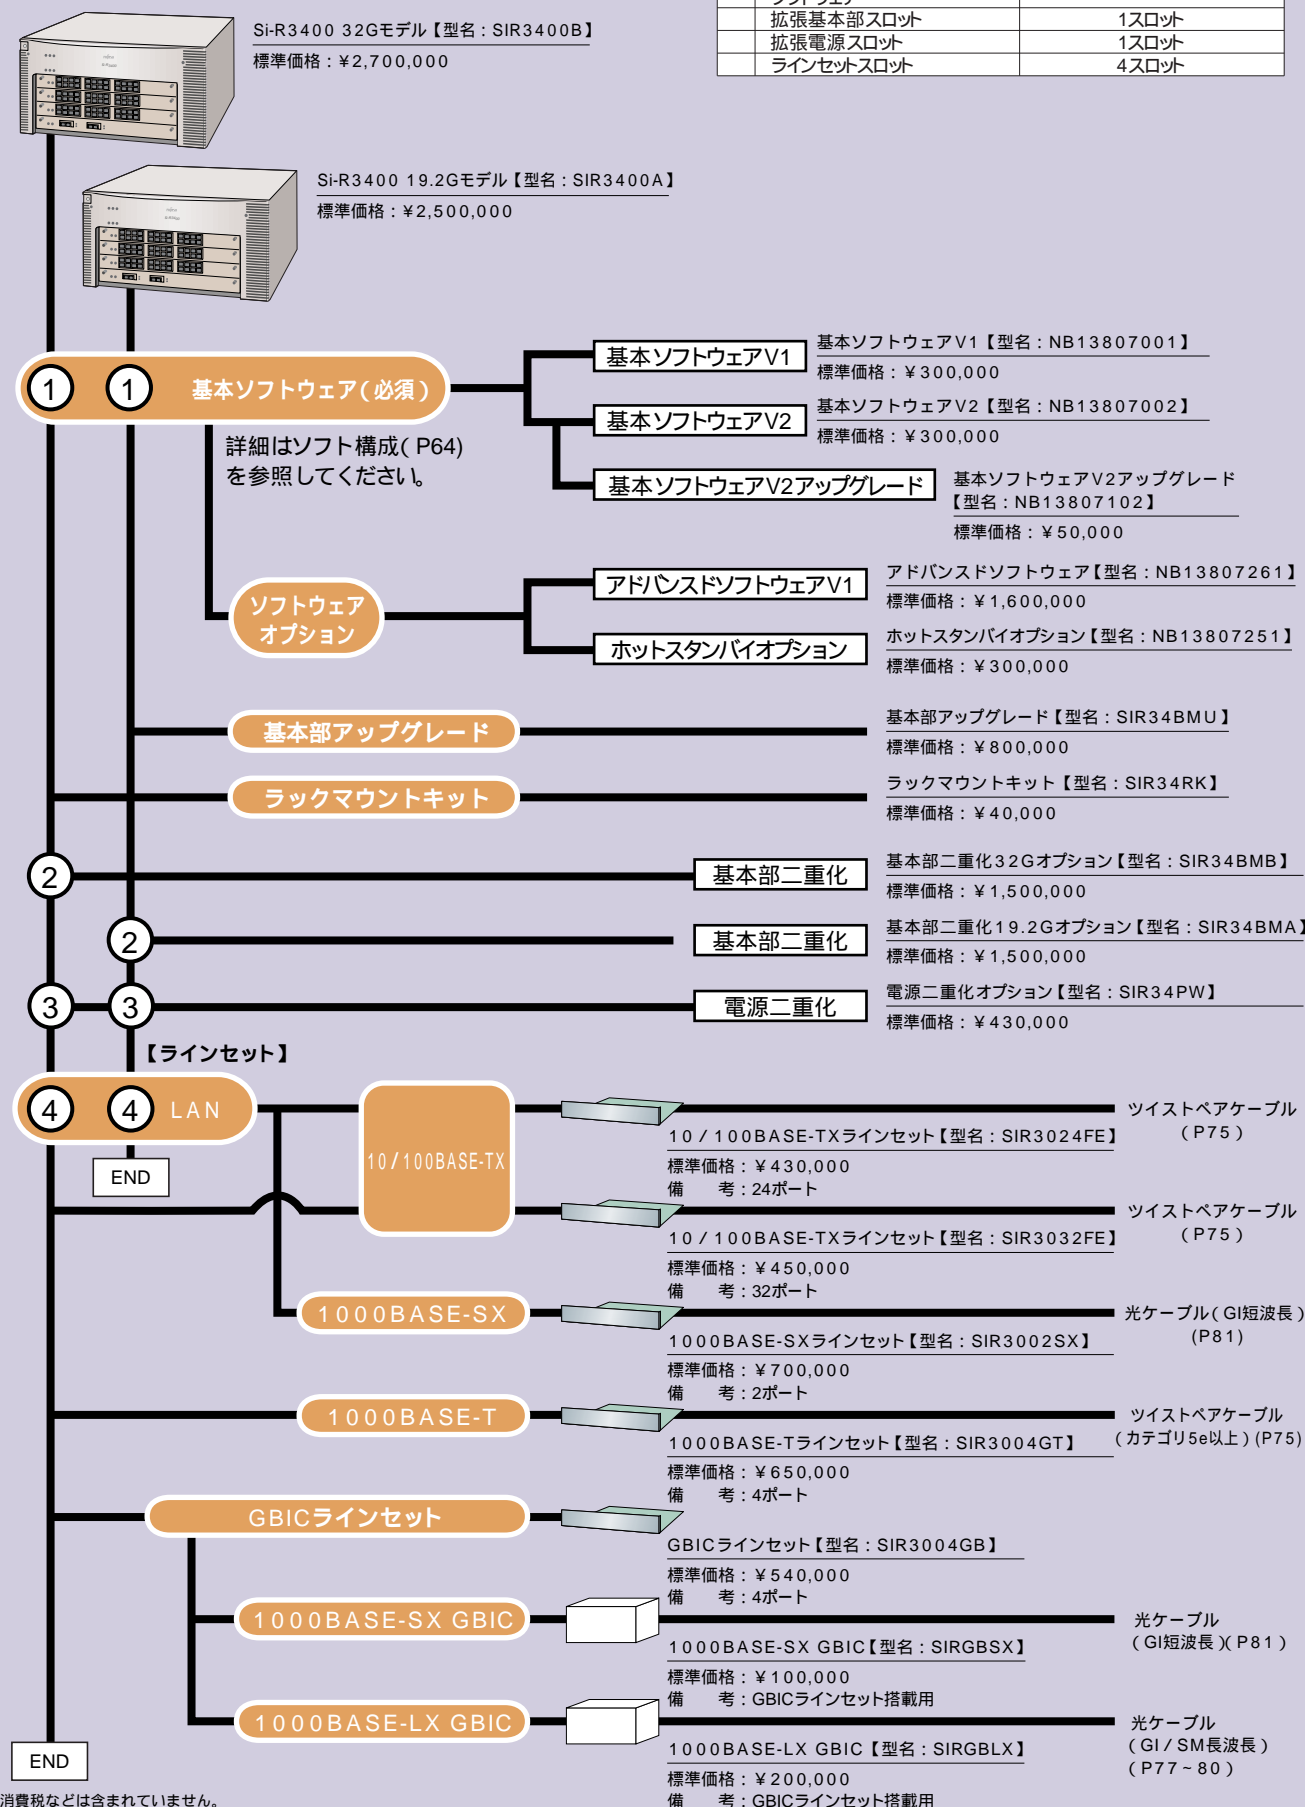 ソフトウェア
拡張基本部スロット 1スロット
拡張電源スロット 1スロット
ラインセットスロット 4スロット
Si-R3400 32Gモデル【型名：SIR3400B】
標準価格：¥2,700,000
Si-R3400 19.2Gモデル【型名：SIR3400A】
標準価格：¥2,500,000
1 1 基本ソフトウェア（必須）
詳細はソフト構成（P64）
を参照してください。
基本ソフトウェアV1
基本ソフトウェアV1【型名：NB13807001】
標準価格：¥300,000
基本ソフトウェアV2
基本ソフトウェアV2【型名：NB13807002】
標準価格：¥300,000
基本ソフトウェアV2アップグレード
基本ソフトウェアV2アップグレード
【型名：NB13807102】
標準価格：¥50,000
ソフトウェア
オプション
アドバンスドソフトウェアV1
アドバンスドソフトウェア【型名：NB13807261】
標準価格：¥1,600,000
ホットスタンバイオプション
ホットスタンバイオプション【型名：NB13807251】
標準価格：¥300,000
基本部アップグレード
基本部アップグレード【型名：SIR34BMU】
標準価格：¥800,000
ラックマウントキット
ラックマウントキット【型名：SIR34RK】
標準価格：¥40,000
2
基本部二重化
基本部二重化32Gオプション【型名：SIR34BMB】
標準価格：¥1,500,000
2
基本部二重化
基本部二重化19.2Gオプション【型名：SIR34BMA】
標準価格：¥1,500,000
3 3
電源二重化
電源二重化オプション【型名：SIR34PW】
標準価格：¥430,000
【ラインセット】
4 4 LAN
END
10/100BASE-TX
10／100BASE-TXラインセット【型名：SIR3024FE】
標準価格：¥430,000
備　考：24ポート
ツイストペアケーブル
（P75）
10／100BASE-TXラインセット【型名：SIR3032FE】
標準価格：¥450,000
備　考：32ポート
ツイストペアケーブル
（P75）
1000BASE-SX
1000BASE-SXラインセット【型名：SIR3002SX】
標準価格：¥700,000
備　考：2ポート
光ケーブル（GI短波長）
(P81)
1000BASE-T
1000BASE-Tラインセット【型名：SIR3004GT】
標準価格：¥650,000
備　考：4ポート
ツイストペアケーブル
（カテゴリ5e以上）(P75)
GBICラインセット
GBICラインセット【型名：SIR3004GB】
標準価格：¥540,000
備　考：4ポート
1000BASE-SX GBIC
1000BASE-SX GBIC【型名：SIRGBSX】
標準価格：¥100,000
備　考：GBICラインセット搭載用
光ケーブル
（GI短波長）（P81）
1000BASE-LX GBIC
1000BASE-LX GBIC【型名：SIRGBLX】
標準価格：¥200,000
備　考：GBICラインセット搭載用
光ケーブル
（GI／SM長波長）
（P77~80）
END
消費税などは含まれていません。